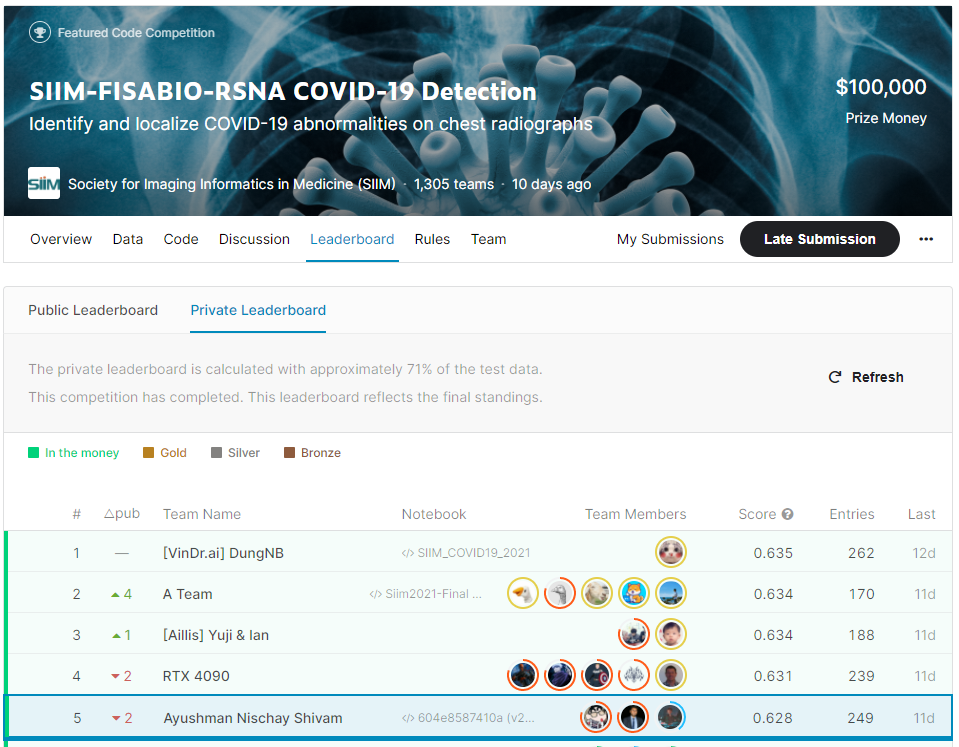 Featured Code Competition
SIIM-FISABIO-RSNA COVID-19 Detection
Identify and localize COVID-19 abnormalities on chest radiographs
$100,000
Prize Money
SIIM Society for Imaging Informatics in Medicine (SIIM) · 1,305 teams · 10 days ago
Overview Data Code Discussion Leaderboard Rules Team My Submissions Late Submission ...
Public Leaderboard Private Leaderboard
The private leaderboard is calculated with approximately 71% of the test data.
This competition has completed. This leaderboard reflects the final standings.
Refresh
In the money Gold Silver Bronze
# △pub Team Name Notebook Team Members Score ? Entries Last
1 — [VinDr.ai] DungNB </> SIIM_COVID19_2021 0.635 262 12d
2 ▲ 4 A Team </> Siim2021-Final ... 0.634 170 11d
3 ▲ 1 [Aillis] Yuji & Ian 0.634 188 11d
4 ▼ 2 RTX 4090 0.631 239 11d
5 ▼ 2 Ayushman Nischay Shivam </> 604e8587410a (v2... 0.628 249 11d